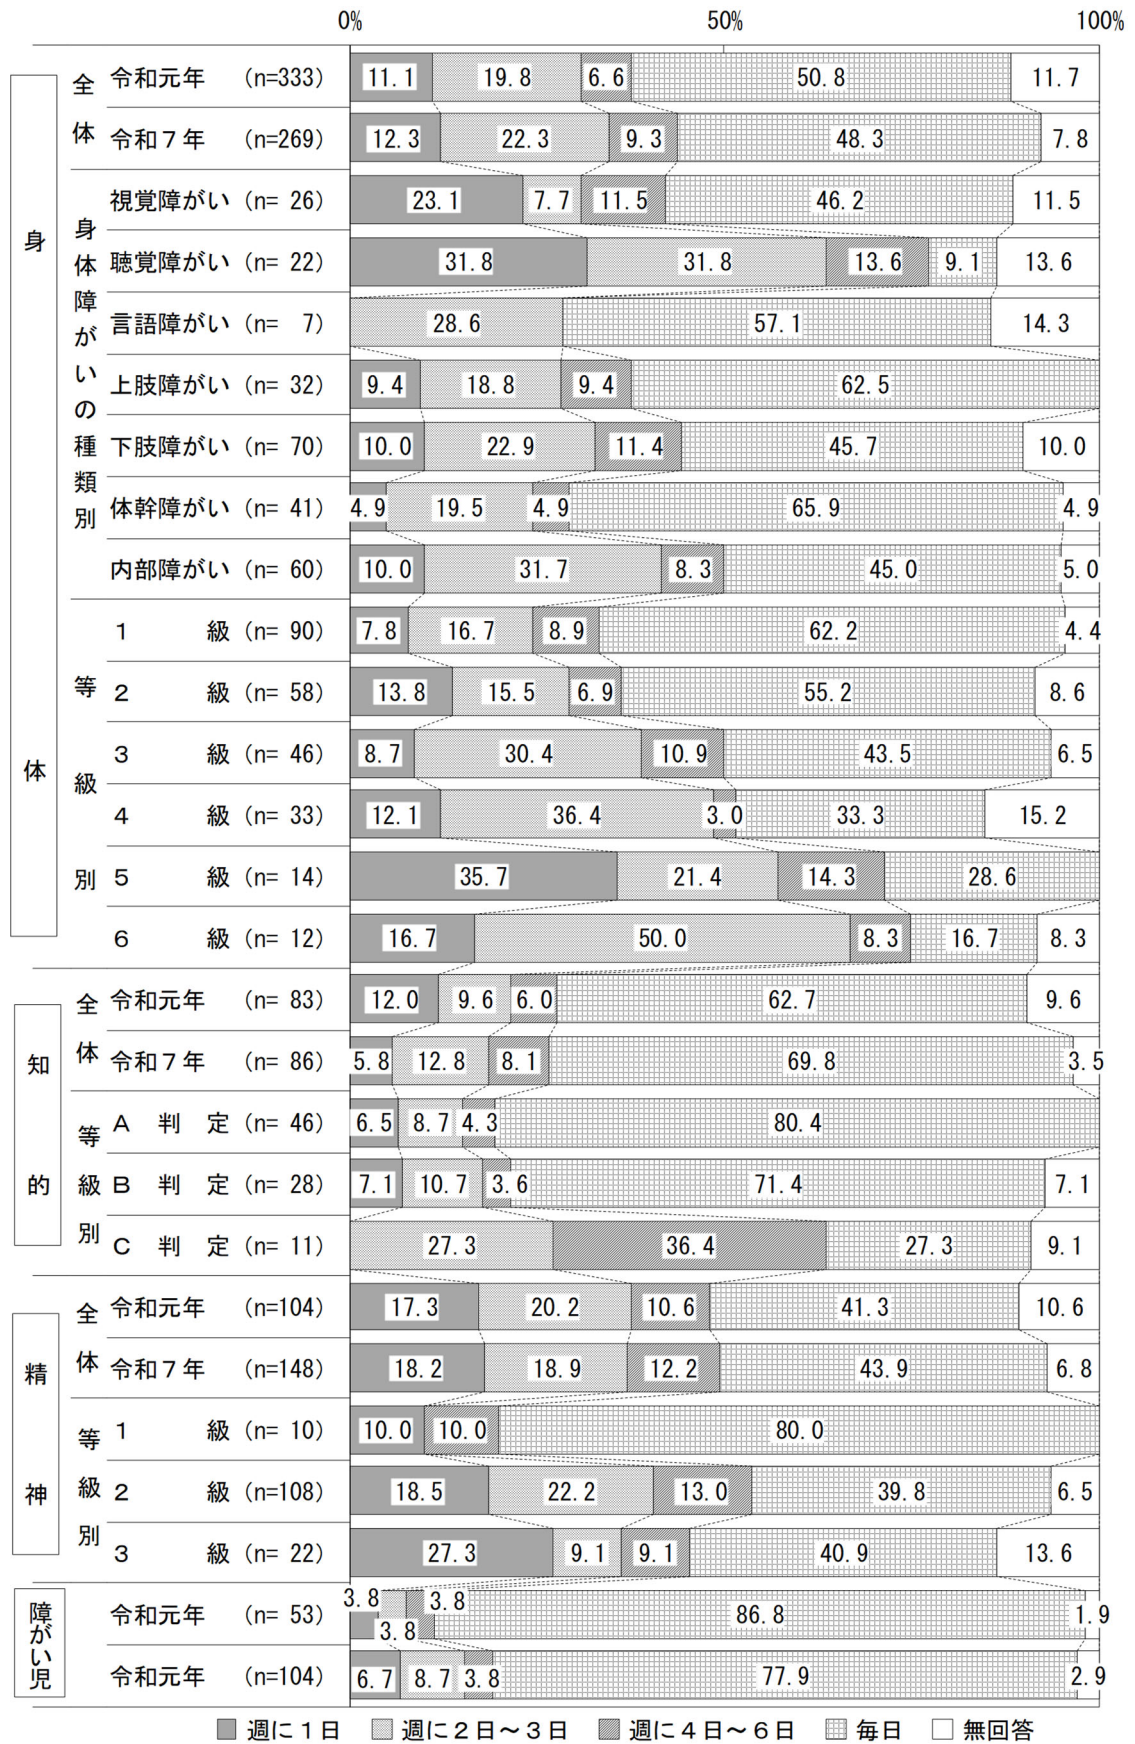 0% 50% 100%
身体
全体
令和元年 (n=333) 11.1 19.8 6.6 50.8 11.7
令和７年 (n=269) 12.3 22.3 9.3 48.3 7.8
身体障がいの種類別
視覚障がい (n= 26) 23.1 7.7 11.5 46.2 11.5
聴覚障がい (n= 22) 31.8 31.8 13.6 9.1 13.6
言語障がい (n= 7) 28.6 57.1 14.3
上肢障がい (n= 32) 9.4 18.8 9.4 62.5
下肢障がい (n= 70) 10.0 22.9 11.4 45.7 10.0
体幹障がい (n= 41) 4.9 19.5 4.9 65.9 4.9
内部障がい (n= 60) 10.0 31.7 8.3 45.0 5.0
等級別
１級 (n= 90) 7.8 16.7 8.9 62.2 4.4
２級 (n= 58) 13.8 15.5 6.9 55.2 8.6
３級 (n= 46) 8.7 30.4 10.9 43.5 6.5
４級 (n= 33) 12.1 36.4 3.0 33.3 15.2
５級 (n= 14) 35.7 21.4 14.3 28.6
６級 (n= 12) 16.7 50.0 8.3 16.7 8.3
知的
全体
令和元年 (n= 83) 12.0 9.6 6.0 62.7 9.6
令和７年 (n= 86) 5.8 12.8 8.1 69.8 3.5
等級別
Ａ判定 (n= 46) 6.5 8.7 4.3 80.4
Ｂ判定 (n= 28) 7.1 10.7 3.6 71.4 7.1
Ｃ判定 (n= 11) 27.3 36.4 27.3 9.1
精神
全体
令和元年 (n=104) 17.3 20.2 10.6 41.3 10.6
令和７年 (n=148) 18.2 18.9 12.2 43.9 6.8
等級別
１級 (n= 10) 10.0 10.0 80.0
２級 (n=108) 18.5 22.2 13.0 39.8 6.5
３級 (n= 22) 27.3 9.1 9.1 40.9 13.6
障がい児
令和元年 (n= 53) 3.8 3.8 3.8 86.8 1.9
令和元年 (n=104) 6.7 8.7 3.8 77.9 2.9
週に１日 週に２日～３日 週に４日～６日 毎日 無回答